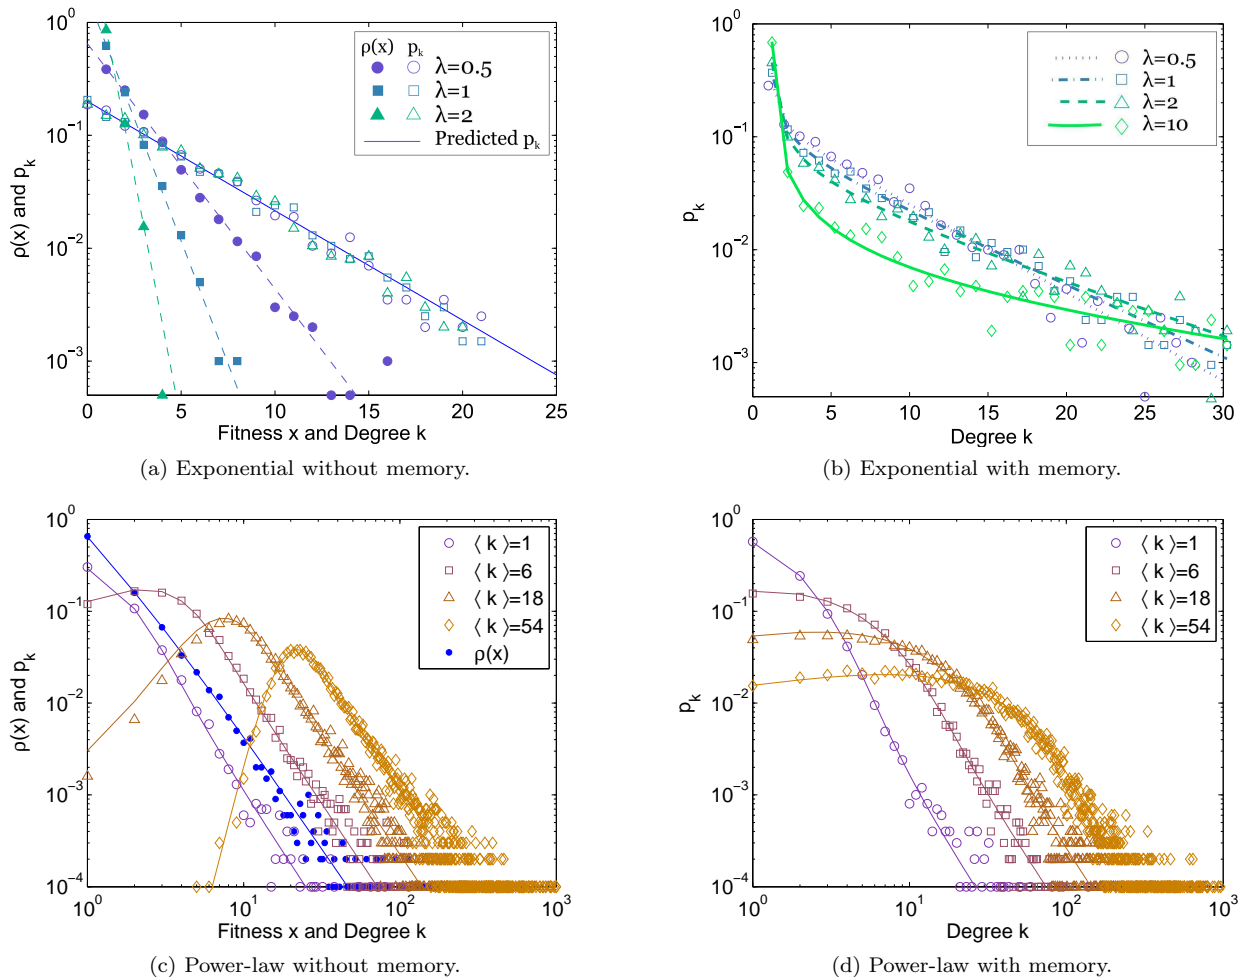 10^0
10^-1
10^-2
10^-3
ρ(x) and p_k
0 5 10 15 20 25
Fitness x and Degree k
ρ(x) p_k
λ=0.5
λ=1
λ=2
Predicted p_k
(a) Exponential without memory.
10^0
10^-1
10^-2
10^-3
p_k
0 5 10 15 20 25 30
Degree k
λ=0.5
λ=1
λ=2
λ=10
(b) Exponential with memory.
10^0
10^-1
10^-2
10^-3
10^-4
ρ(x) and p_k
10^0 10^1 10^2 10^3
Fitness x and Degree k
⟨ k ⟩=1
⟨ k ⟩=6
⟨ k ⟩=18
⟨ k ⟩=54
ρ(x)
(c) Power-law without memory.
10^0
10^-1
10^-2
10^-3
10^-4
p_k
10^0 10^1 10^2 10^3
Degree k
⟨ k ⟩=1
⟨ k ⟩=6
⟨ k ⟩=18
⟨ k ⟩=54
(d) Power-law with memory.